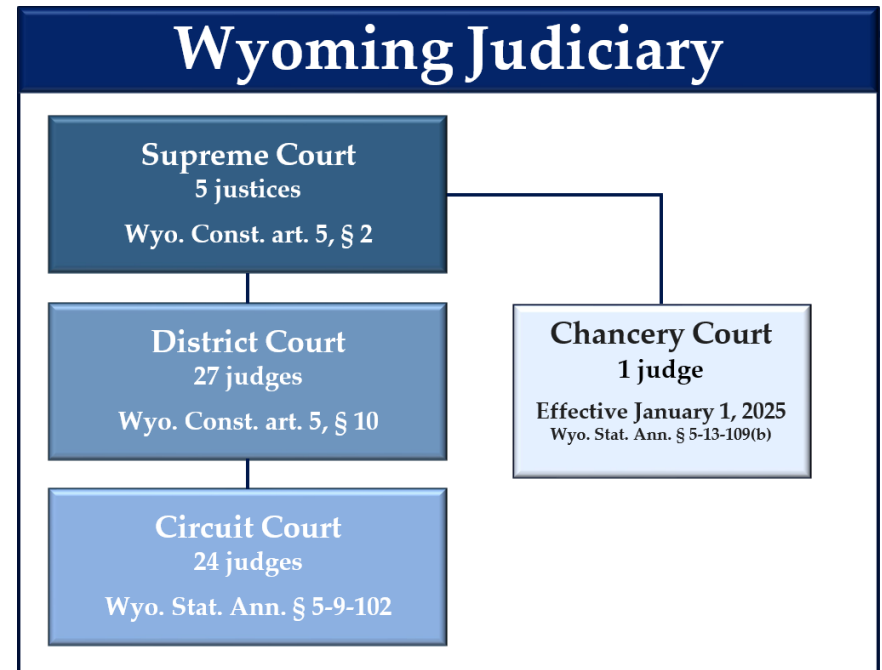 Wyoming Judiciary
Supreme Court
5 justices
Wyo. Const. art. 5, § 2
District Court
27 judges
Wyo. Const. art. 5, § 10
Circuit Court
24 judges
Wyo. Stat. Ann. § 5-9-102
Chancery Court
1 judge
Effective January 1, 2025
Wyo. Stat. Ann. § 5-13-109(b)